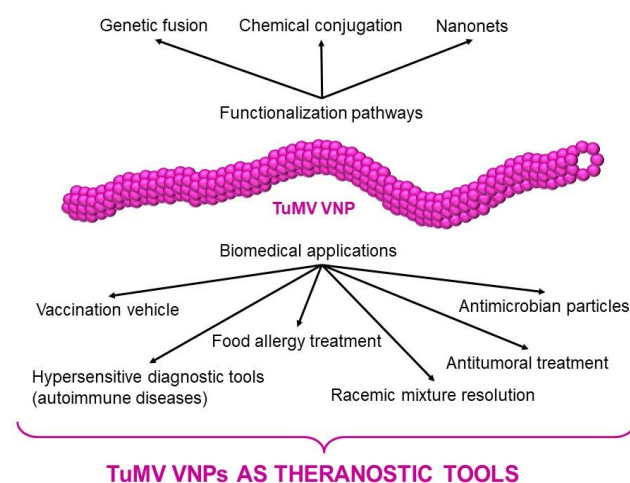 Genetic fusion Chemical conjugation Nanonets
Functionalization pathways
TuMV VNP
Biomedical applications
Vaccination vehicle
Antimicrobian particles
Food allergy treatment
Antitumoral treatment
Hypersensitive diagnostic tools
(autoimmune diseases)
Racemic mixture resolution
TuMV VNPs AS THERANOSTIC TOOLS